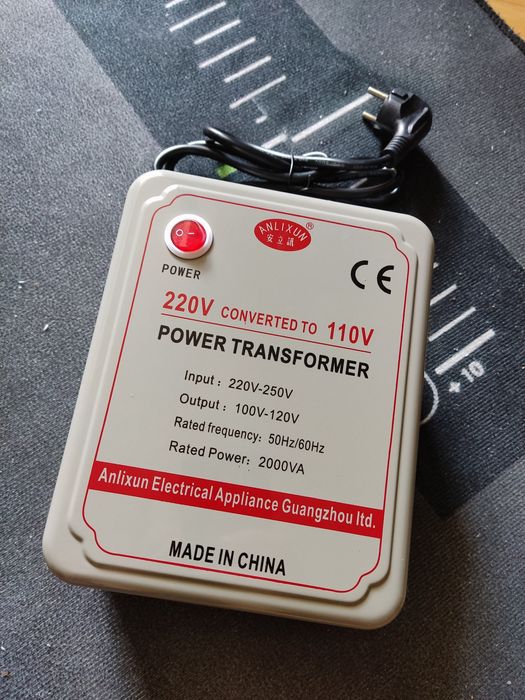 ANLIXUN ®
安立訊
POWER
CE
220V CONVERTED TO 110V
POWER TRANSFORMER
Input : 220V-250V
Output : 100V-120V
Rated frequency: 50Hz/60Hz
Rated Power: 2000VA
Anlixun Electrical Appliance Guangzhou ltd.
MADE IN CHINA
+10